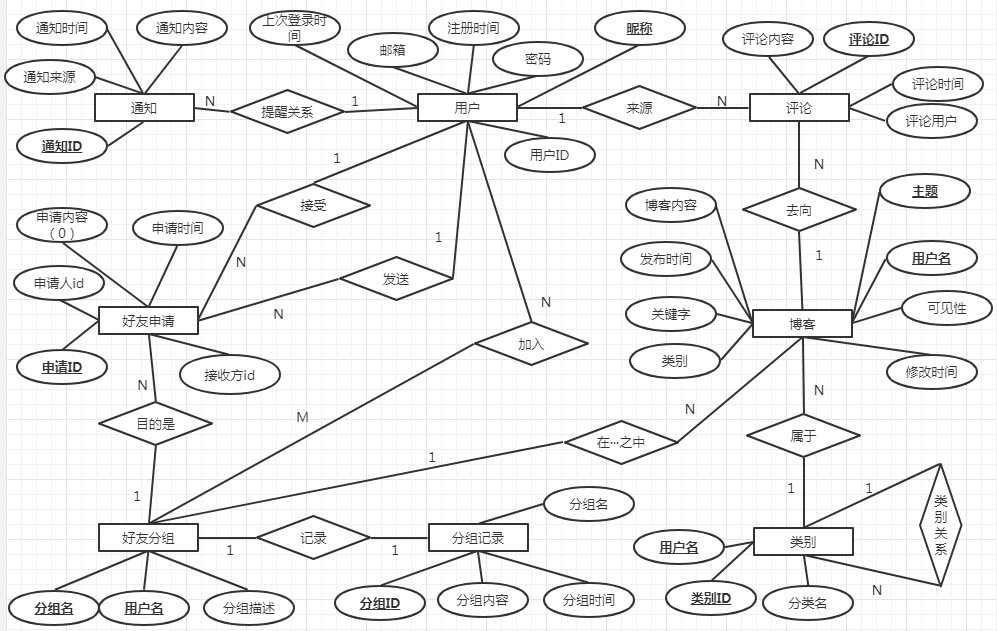 通知时间
通知内容
上次登录时
间
注册时间
昵称
邮箱
密码
评论内容
评论ID
通知来源
评论时间
通知
N
提醒关系
1
用户
1
来源
N
评论
评论用户
通知ID
用户ID
1
N
主题
接受
博客内容
去向
申请内容
（0）
申请时间
1
N
发布时间
1
用户名
申请人id
发送
好友申请
N
N
关键字
博客
可见性
加入
类别
申请ID
接收方id
修改时间
N
M
N
N
目的是
在···之中
属于
1
1
1
1
类别关系
分组名
好友分组
1
记录
1
分组记录
用户名
类别
N
分组名
用户名
分组描述
分组ID
分组内容
分组时间
类别ID
分类名